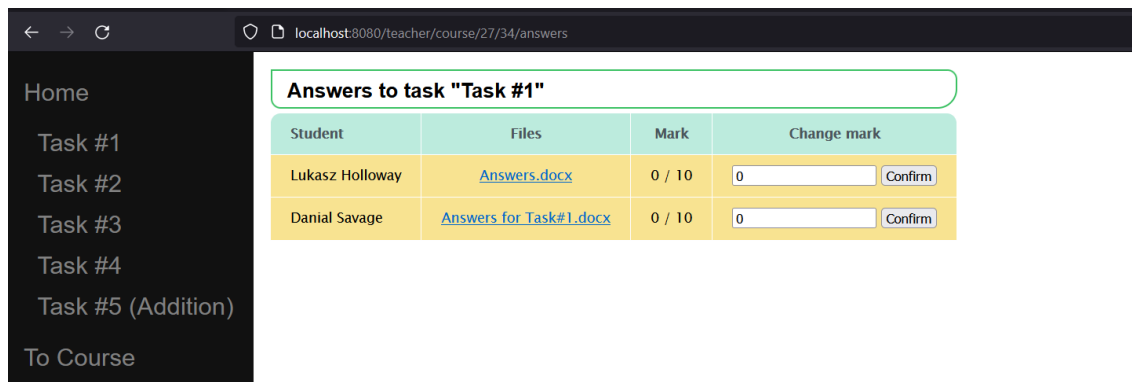 localhost:8080/teacher/course/27/34/answers
Home
Task #1
Task #2
Task #3
Task #4
Task #5 (Addition)
To Course
Answers to task "Task #1"
Student Files Mark Change mark
Lukasz Holloway Answers.docx 0 / 10 0 Confirm
Danial Savage Answers for Task#1.docx 0 / 10 0 Confirm